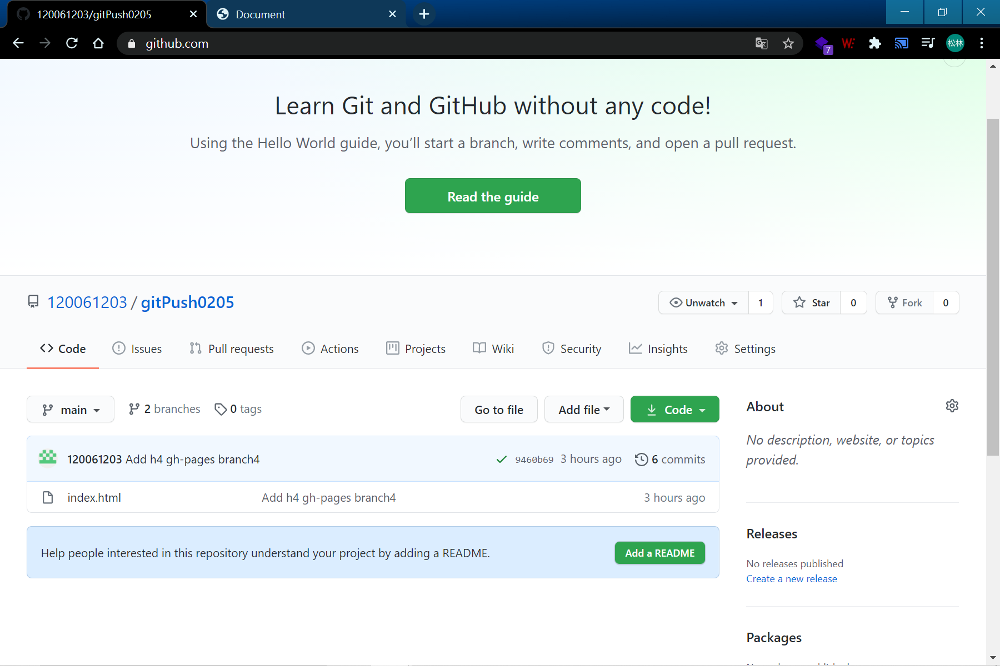 120061203/gitPush0205
Document
github.com
7
松林
Learn Git and GitHub without any code!
Using the Hello World guide, you’ll start a branch, write comments, and open a pull request.
Read the guide
120061203 / gitPush0205
Unwatch 1
Star 0
Fork 0
Code
Issues
Pull requests
Actions
Projects
Wiki
Security
Insights
Settings
main
2 branches
0 tags
Go to file
Add file
Code
120061203 Add h4 gh-pages branch4
9460b69 3 hours ago
6 commits
index.html
Add h4 gh-pages branch4
3 hours ago
Help people interested in this repository understand your project by adding a README.
Add a README
About
No description, website, or topics
provided.
Releases
No releases published
Create a new release
Packages